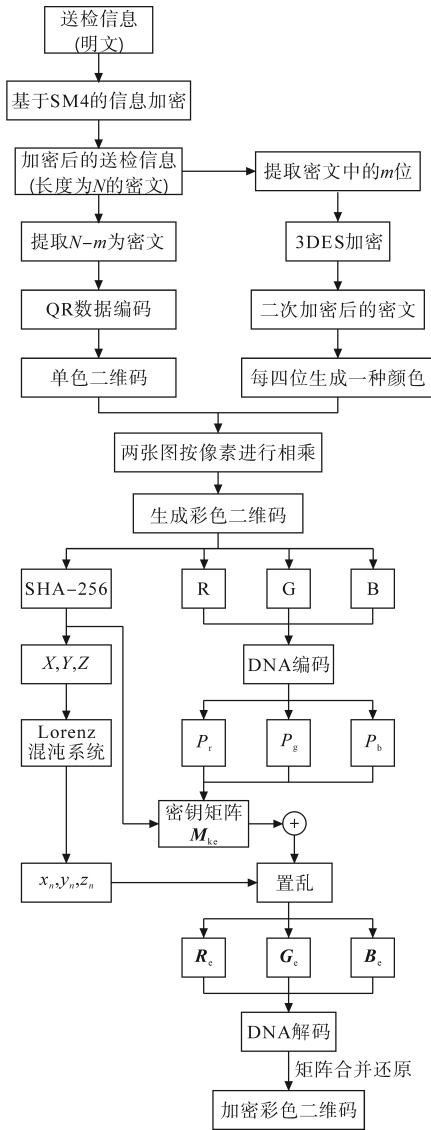 送检信息
(明文)
基于SM4的信息加密
加密后的送检信息
(长度为N的密文)
提取密文中的m位
提取N-m为密文
3DES加密
QR数据编码
二次加密后的密文
单色二维码
每四位生成一种颜色
两张图按像素进行相乘
生成彩色二维码
SHA-256
R
G
B
X,Y,Z
DNA编码
Lorenz
混沌系统
Pr
Pg
Pb
密钥矩阵
Mke
+
xn,yn,zn
置乱
Re
Ge
Be
DNA解码
矩阵合并还原
加密彩色二维码